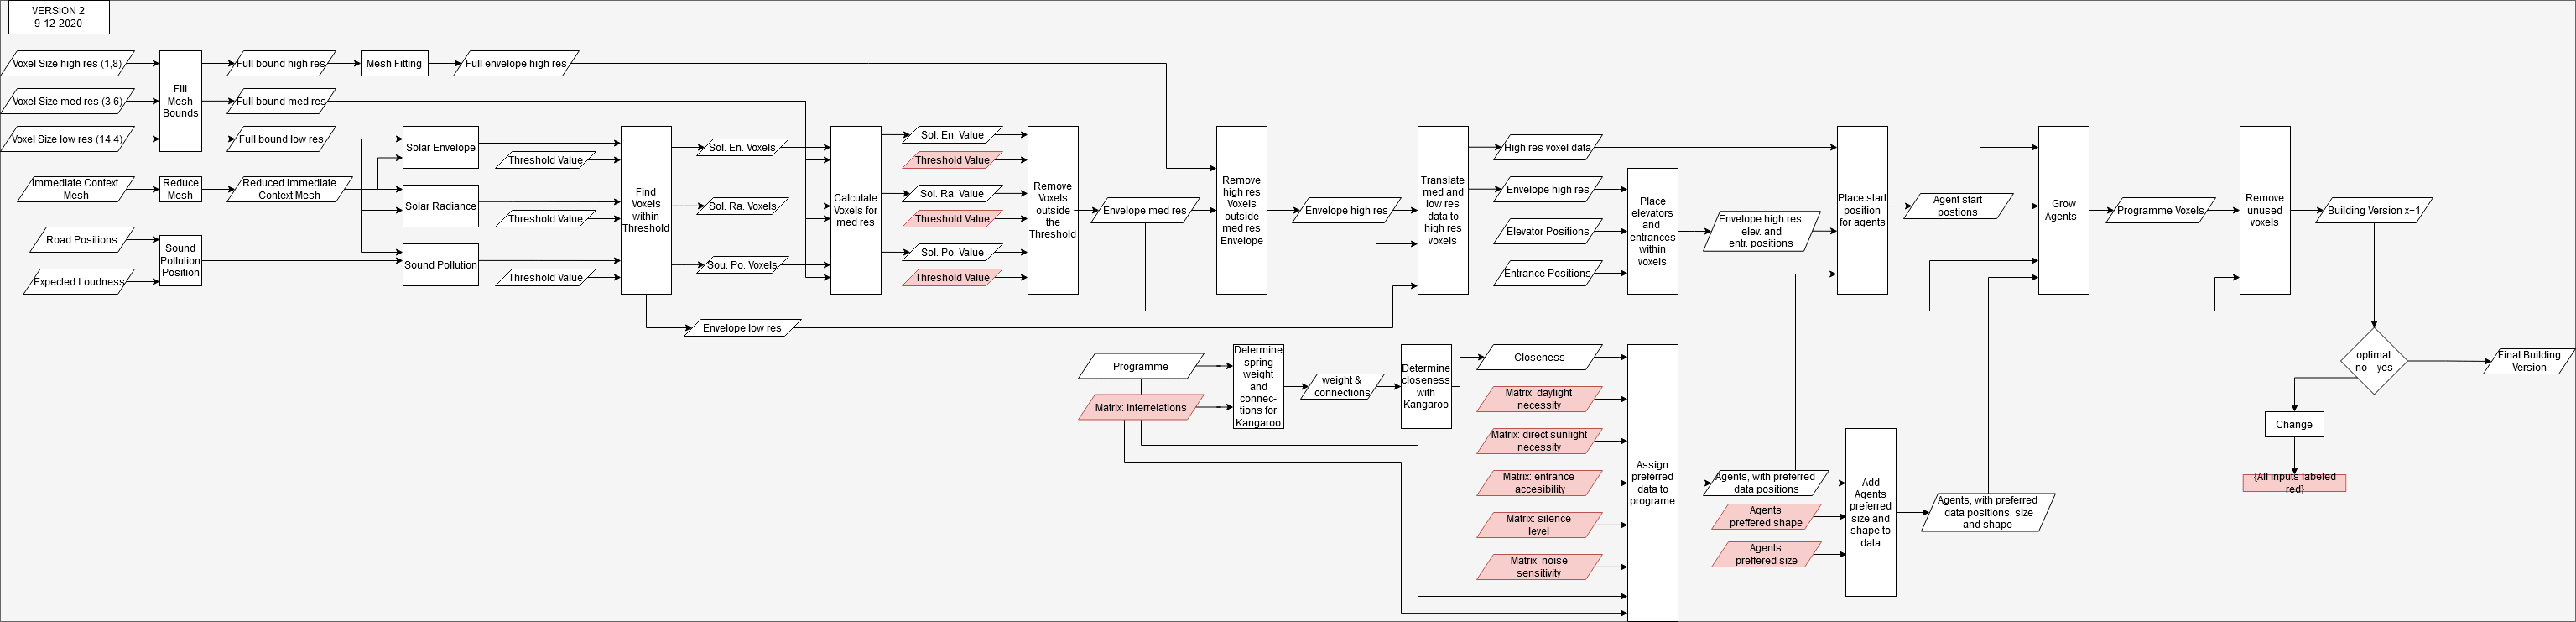 VERSION 2
9-12-2020
Voxel Size high res (1,8)
Voxel Size med res (3,6)
Voxel Size low res (14.4)
Immediate Context
Mesh
Road Positions
Expected Loudness
Fill
Mesh
Bounds
Reduce
Mesh
Sound
Pollution
Position
Full bound high res
Full bound med res
Full bound low res
Reduced Immediate
Context Mesh
Mesh Fitting
Full envelope high res
Solar Envelope
Solar Radiance
Sound Pollution
Threshold Value
Threshold Value
Threshold Value
Find
Voxels
within
Threshold
Sol. En. Voxels
Sol. Ra. Voxels
Sou. Po. Voxels
Envelope low res
Calculate
Voxels for
med res
Sol. En. Value
Threshold Value
Sol. Ra. Value
Threshold Value
Sol. Po. Value
Threshold Value
Remove
Voxels
outside
the
Threshold
Envelope med res
Remove
high res
Voxels
outside
med res
Envelope
Envelope high res
Translate
med and
low res
data to
high res
voxels
High res voxel data
Envelope high res
Elevator Positions
Entrance Positions
Place
elevators
and
entrances
within
voxels
Envelope high res,
elev. and
entr. positions
Place start
position
for agents
Agent start
postions
Grow
Agents
Programme Voxels
Remove
unused
voxels
Building Version x+1
optimal
no yes
Final Building
Version
Change
{All inputs labeled
red}
Programme
Matrix: interrelations
Determine
spring
weight
and
connec-
tions for
Kangaroo
weight &
connections
Determine
closeness
with
Kangaroo
Closeness
Matrix: daylight
necessity
Matrix: direct sunlight
necessity
Matrix: entrance
accesibility
Matrix: silence
level
Matrix: noise
sensitivity
Assign
preferred
data to
programe
Agents, with preferred
data positions
Agents
preffered shape
Agents
preffered size
Add
Agents
preferred
size and
shape to
data
Agents, with preferred
data positions, size
and shape